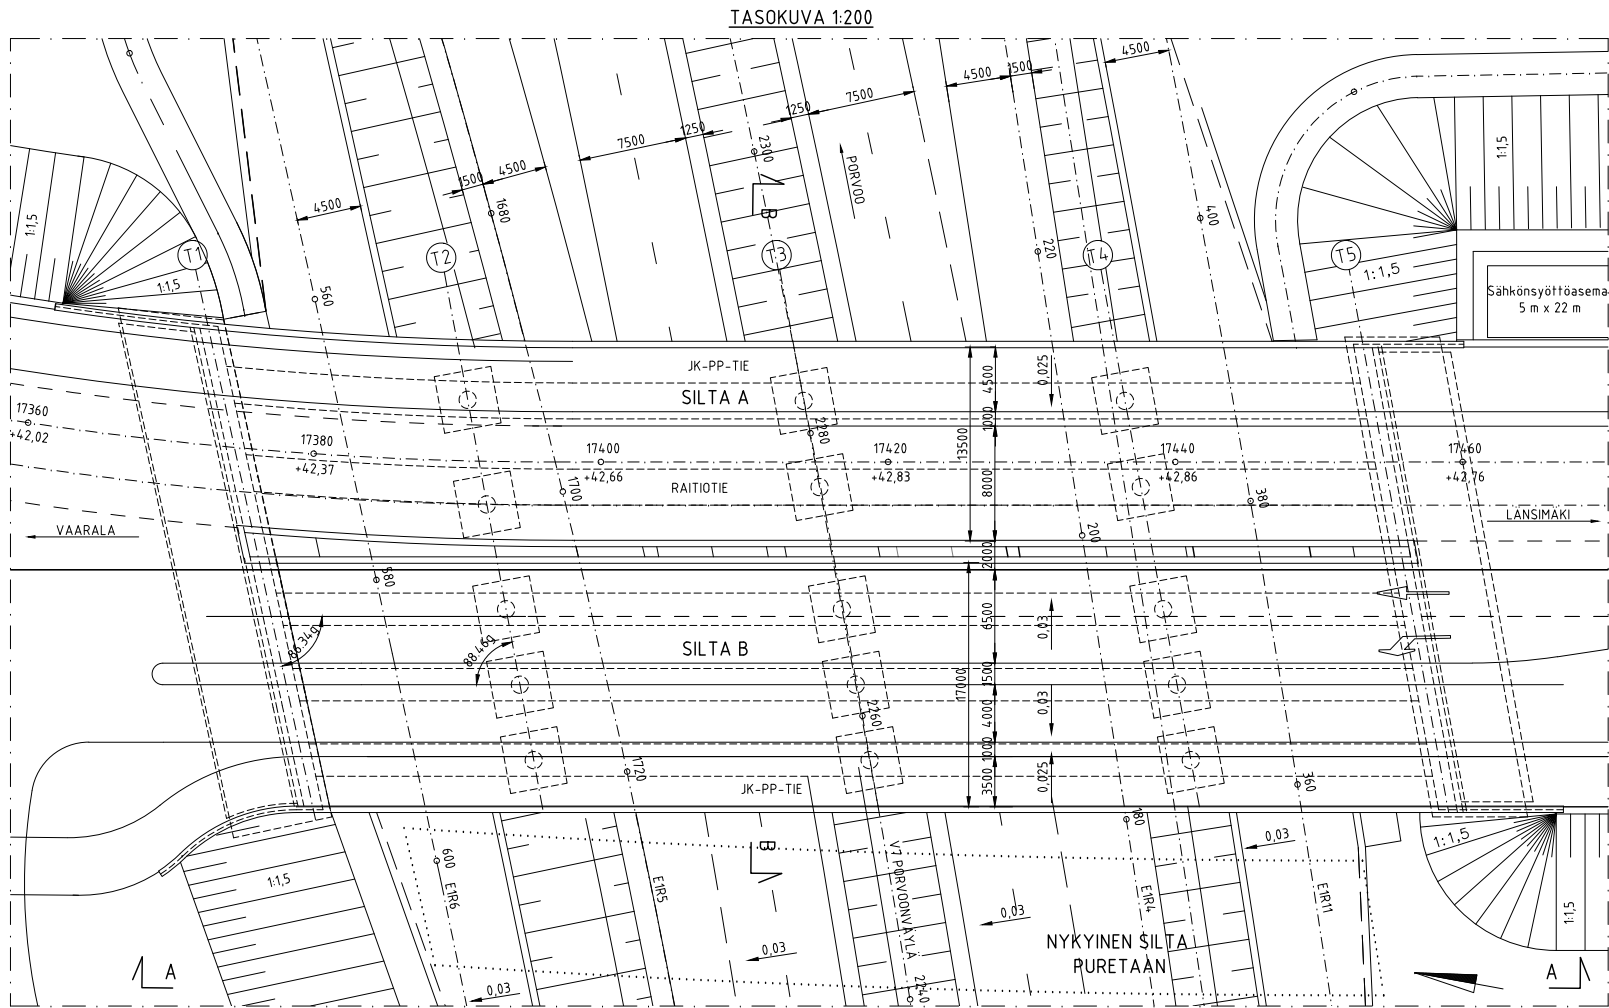 TASOKUVA 1:200
4500
4500
1500
7500
1250
7500
1250
2300
4500
1500
1680
PORVOO
1:1,5
1:1,5
4500
B
400
220
T1
T2
T3
T4
T5
1:1,5
1:1,5
560
Sähkönsyöttöasema
5 m x 22 m
JK-PP-TIE
SILTA A
4500
0,025
17360
+42,02
1000
2280
17380
+42,37
17400
+42,66
17420
+42,83
13500
17440
+42,86
17460
+42,76
RAITIOTIE
1700
8000
380
VAARALA
LÄNSIMÄKI
200
2000
580
6500
0,03
86.34g
88.46g
SILTA B
1500
17000
4000
0,03
2260
1000
1720
JK-PP-TIE
3500
0,025
360
180
B
0,03
1:1,5
600
1:1,5
E1R6
E1R5
V7 PORVOONVÄYLÄ
E1R4
E1R11
0,03
1:1,5
NYKYINEN SILTA
PURETAAN
0,03
A
A
0,03
2240